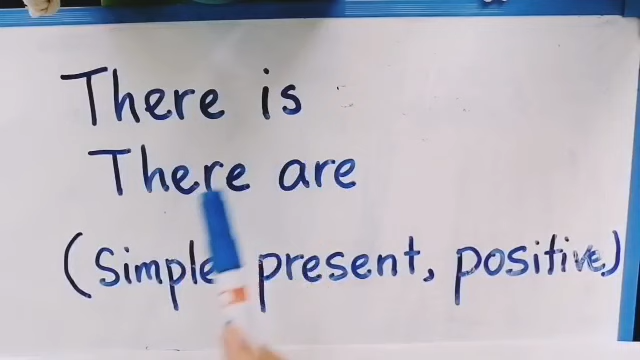 There is
There are
(simple present, positive)